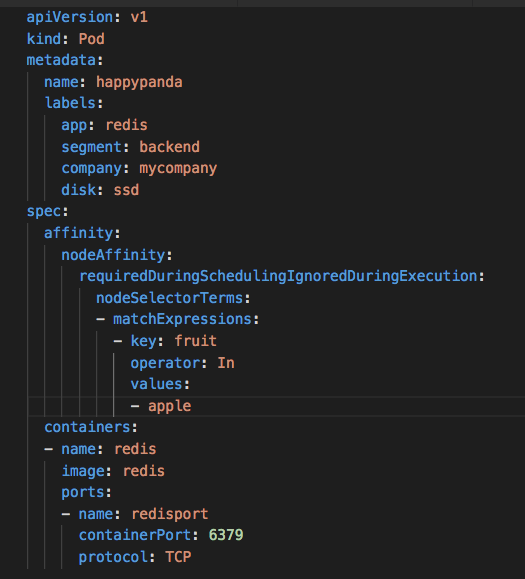 apiVersion: v1
kind: Pod
metadata:
  name: happypanda
  labels:
    app: redis
    segment: backend
    company: mycompany
    disk: ssd
spec:
  affinity:
    nodeAffinity:
      requiredDuringSchedulingIgnoredDuringExecution:
        nodeSelectorTerms:
        - matchExpressions:
          - key: fruit
            operator: In
            values:
            - apple
  containers:
  - name: redis
    image: redis
    ports:
    - name: redisport
      containerPort: 6379
      protocol: TCP